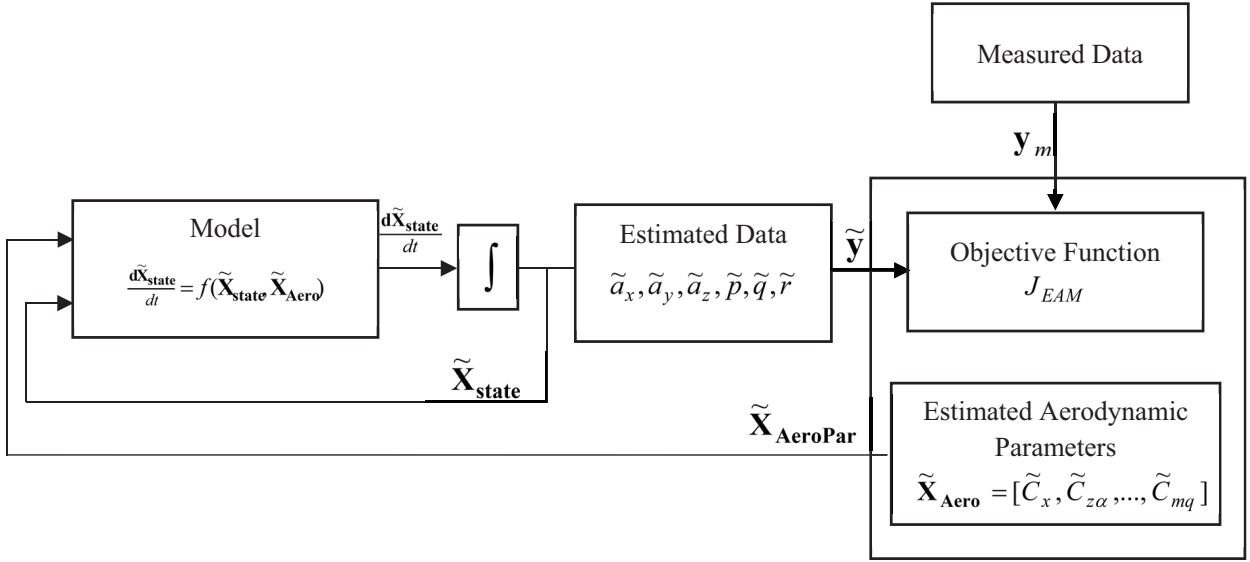 Measured Data
𝐲ₘ
Model
d𝐗̃_state/dt = f(𝐗̃_state, 𝐗̃_Aero)
d𝐗̃_state/dt
∫
Estimated Data
ã_x, ã_y, ã_z, p̃, q̃, r̃
𝐲̃
Objective Function
J_EAM
𝐗̃_state
𝐗̃_AeroPar
Estimated Aerodynamic
Parameters
𝐗̃_Aero = [C̃_x, C̃_zα, ..., C̃_mq]